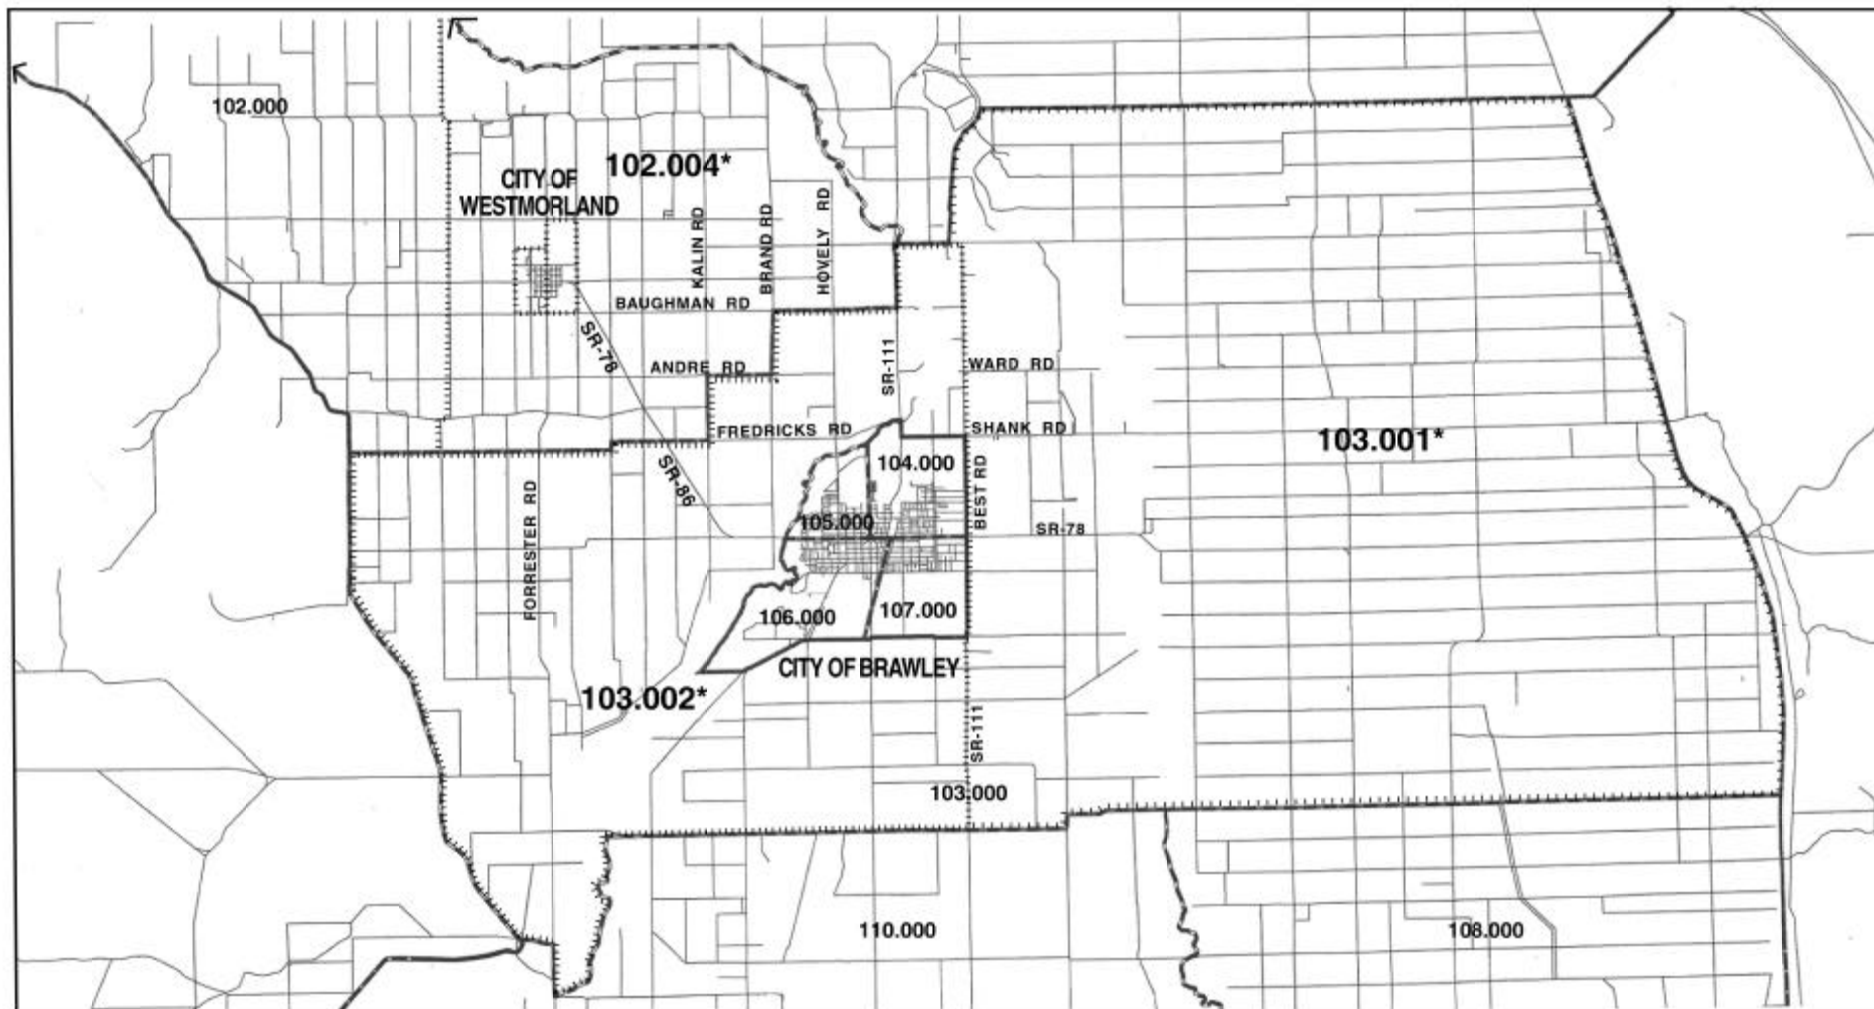 102.000
102.004*
CITY OF
WESTMORLAND
KALIN RD
BRAND RD
HOVELY RD
BAUGHMAN RD
SR-78
ANDRE RD
SR-111
WARD RD
FREDRICKS RD
SHANK RD
103.001*
104.000
SR-86
FORRESTER RD
BEST RD
105.000
SR-78
106.000
107.000
CITY OF BRAWLEY
103.002*
SR-111
103.000
110.000
108.000